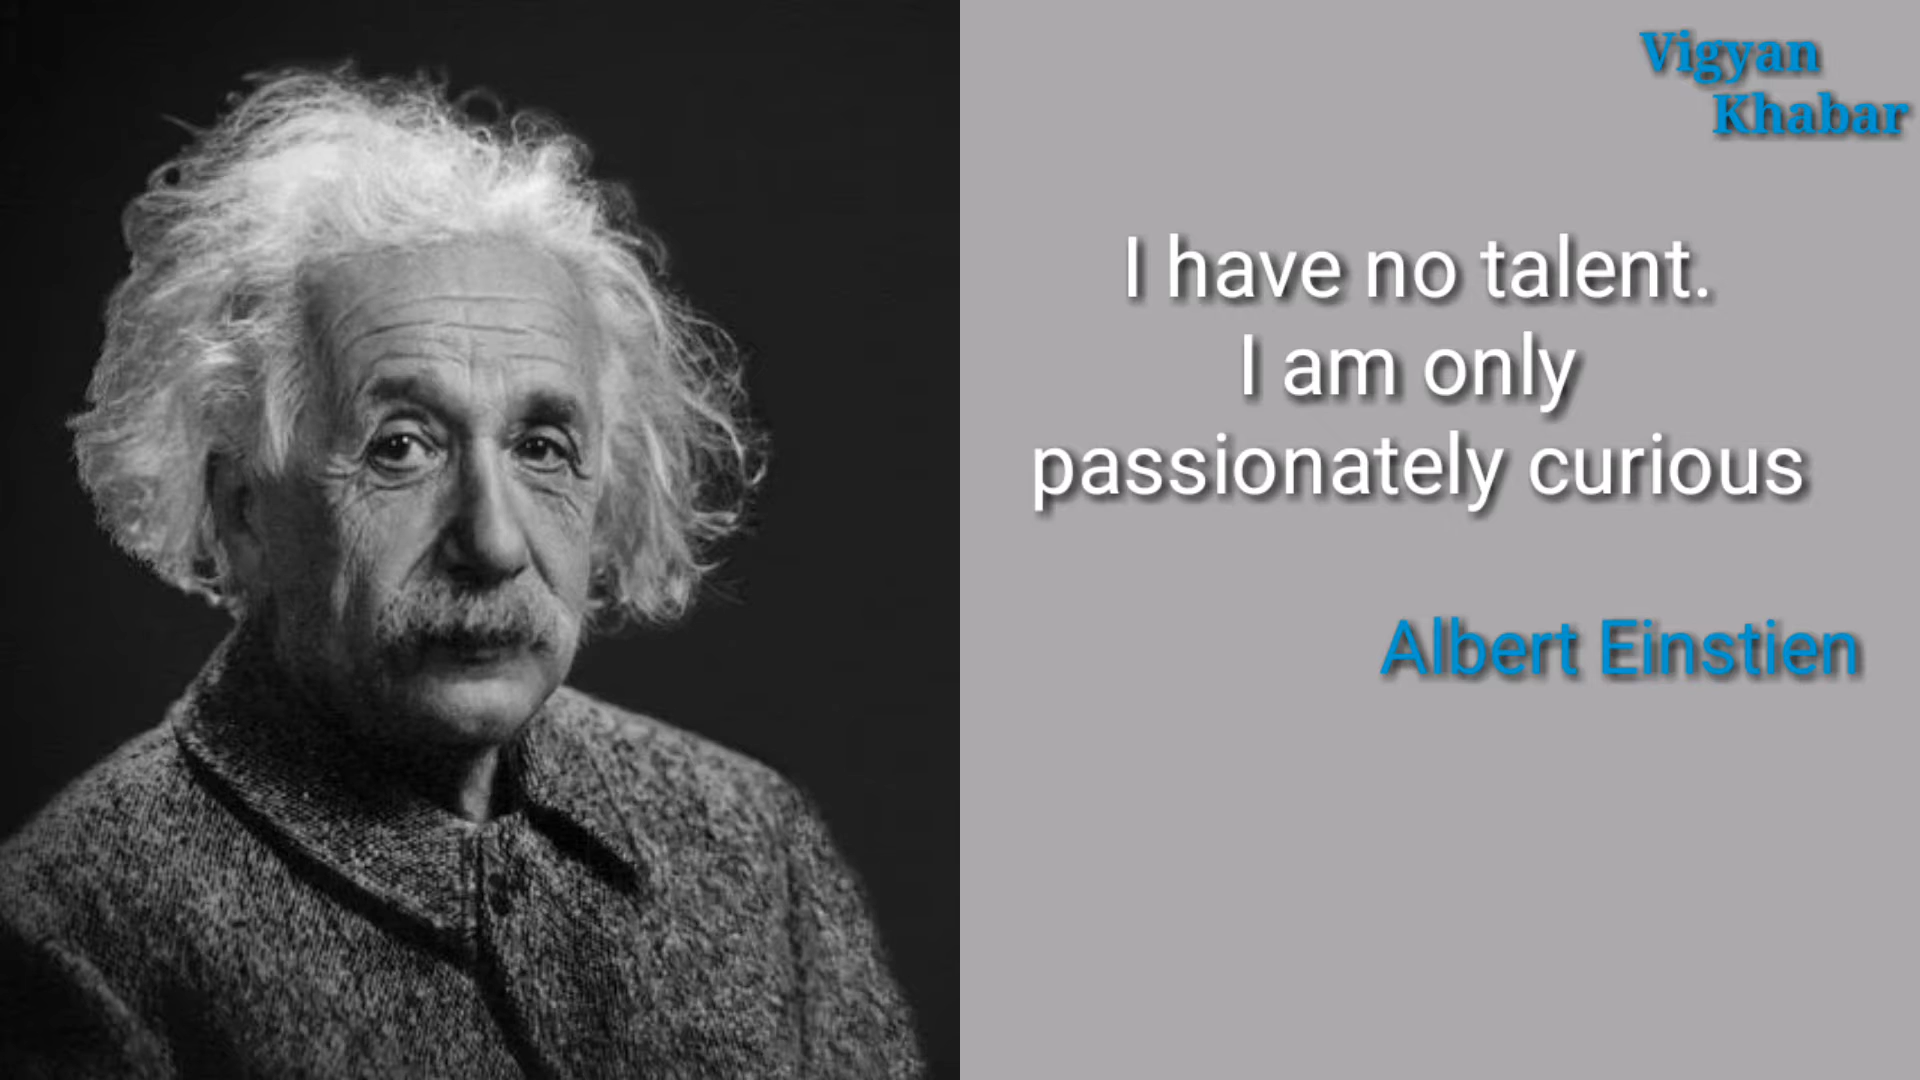 Vigyan
Khabar
I have no talent.
I am only
passionately curious
Albert Einstien